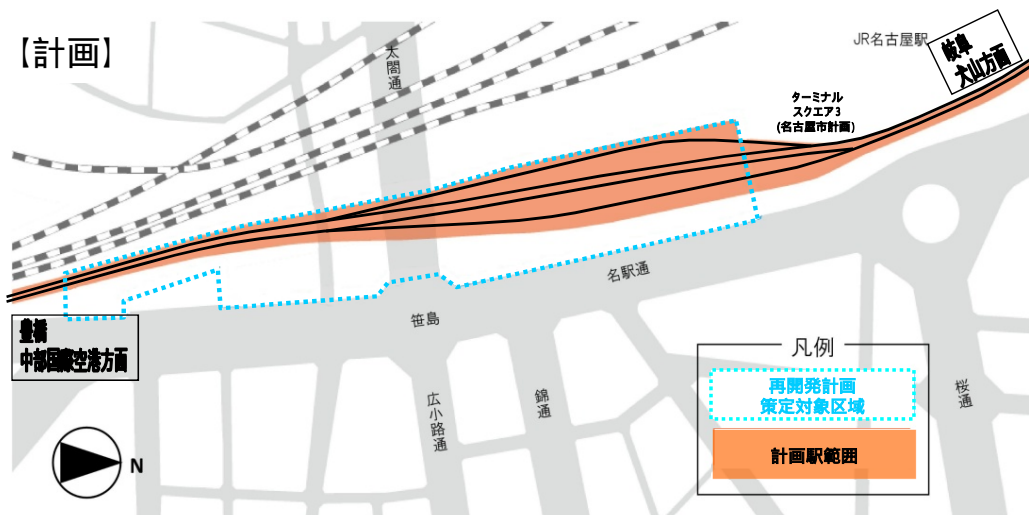 【計画】
太閤通
JR名古屋駅
岐阜
犬山方面
ターミナル
スクエア3
(名古屋市計画)
名駅通
笹島
豊橋
中部国際空港方面
広小路通
錦通
桜通
凡例
再開発計画
策定対象区域
計画駅範囲
N